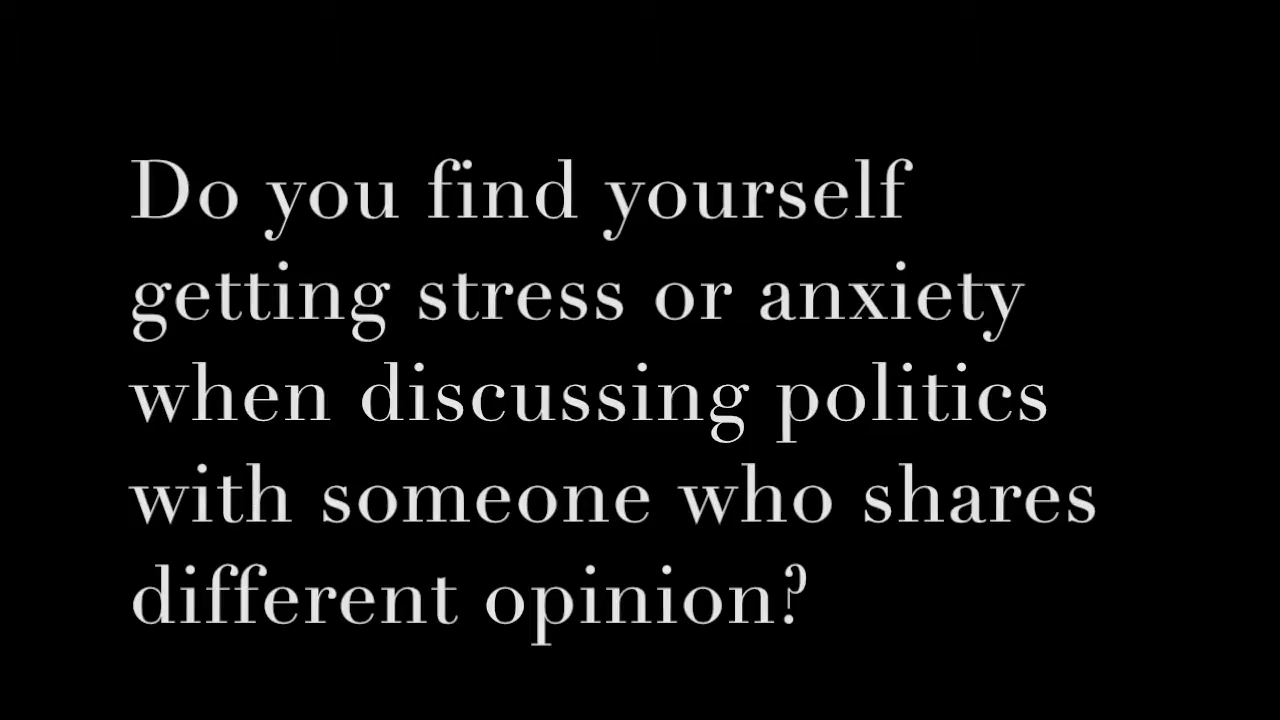 Do you find yourself
getting stress or anxiety
when discussing politics
with someone who shares
different opinion?